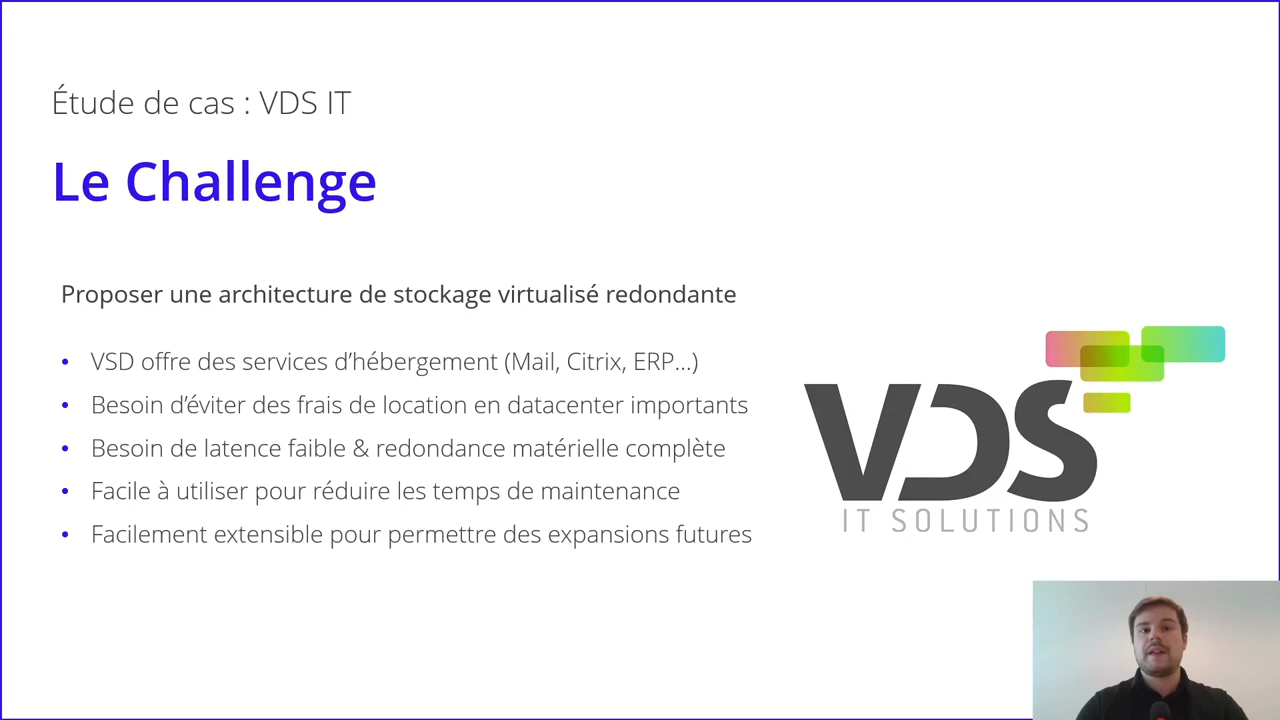 Étude de cas : VDS IT
Le Challenge
Proposer une architecture de stockage virtualisé redondante
• VSD offre des services d’hébergement (Mail, Citrix, ERP…)
• Besoin d’éviter des frais de location en datacenter importants
• Besoin de latence faible & redondance matérielle complète
• Facile à utiliser pour réduire les temps de maintenance
• Facilement extensible pour permettre des expansions futures
VDS
IT SOLUTIONS